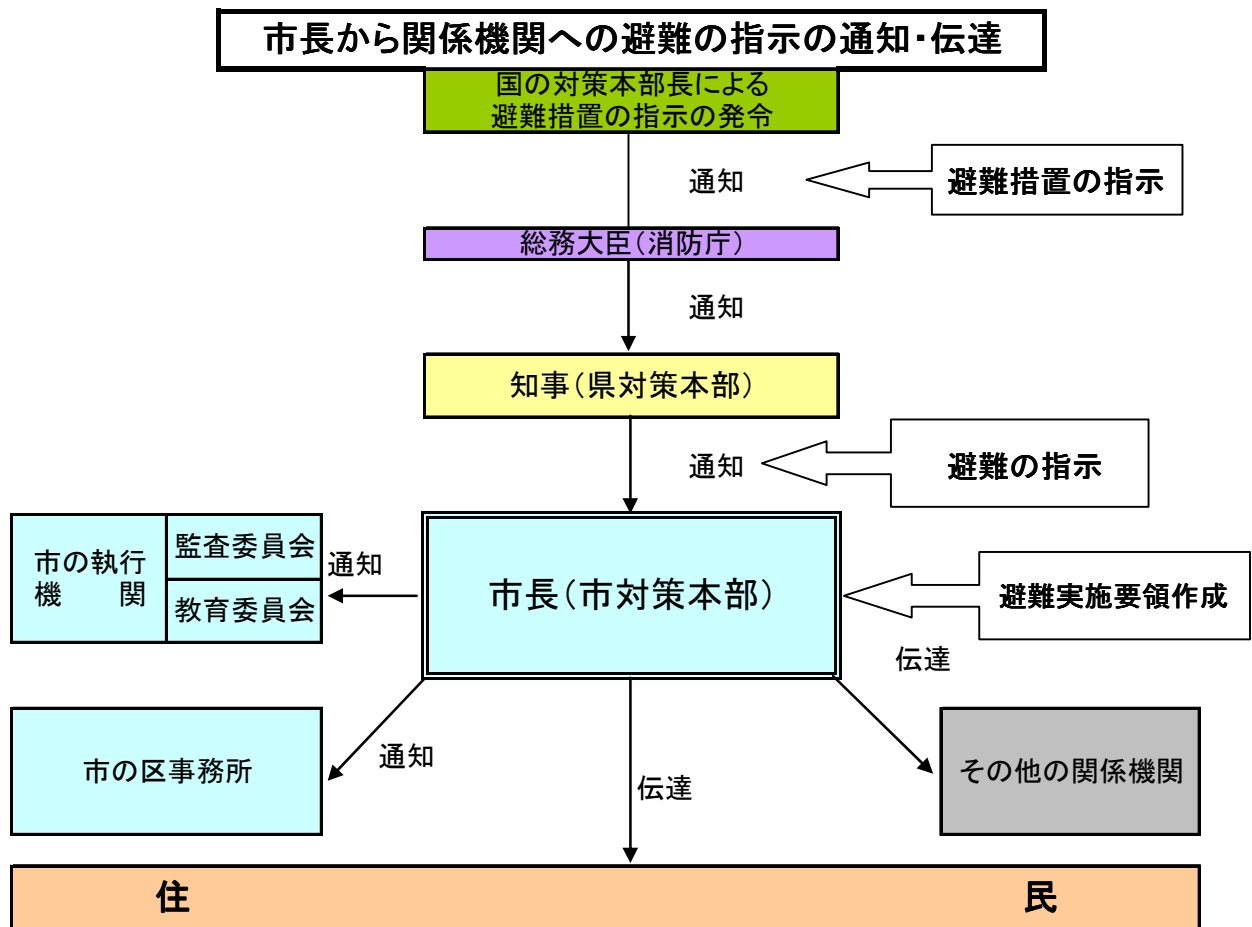 市長から関係機関への避難の指示の通知・伝達
国の対策本部長による
避難措置の指示の発令
通知
避難措置の指示
総務大臣（消防庁）
通知
知事（県対策本部）
通知
避難の指示
市の執行
機　　関
監査委員会
教育委員会
通知
市長（市対策本部）
避難実施要領作成
伝達
市の区事務所
通知
伝達
その他の関係機関
住　　　　　民